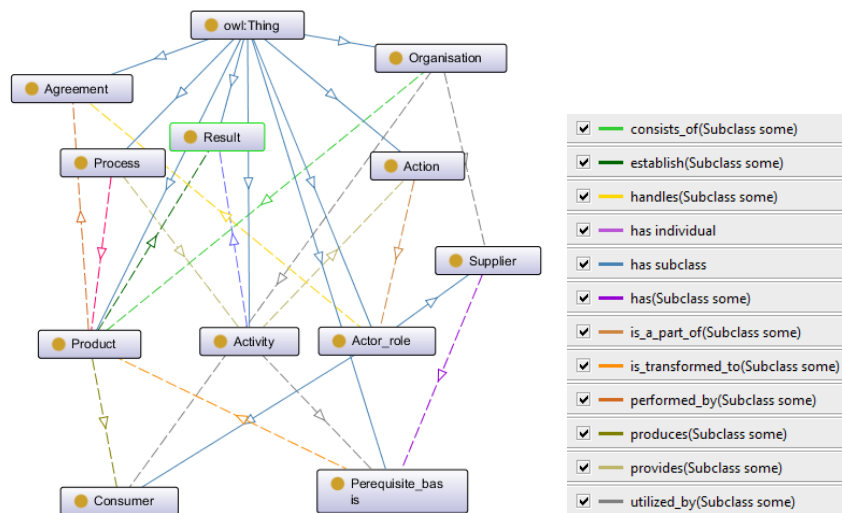 owl:Thing
Organisation
Agreement
Result
Process
Action
Supplier
Product
Activity
Actor_role
Consumer
Perequisite_bas
is
consists_of(Subclass some)
establish(Subclass some)
handles(Subclass some)
has individual
has subclass
has(Subclass some)
is_a_part_of(Subclass some)
is_transformed_to(Subclass some)
performed_by(Subclass some)
produces(Subclass some)
provides(Subclass some)
utilized_by(Subclass some)